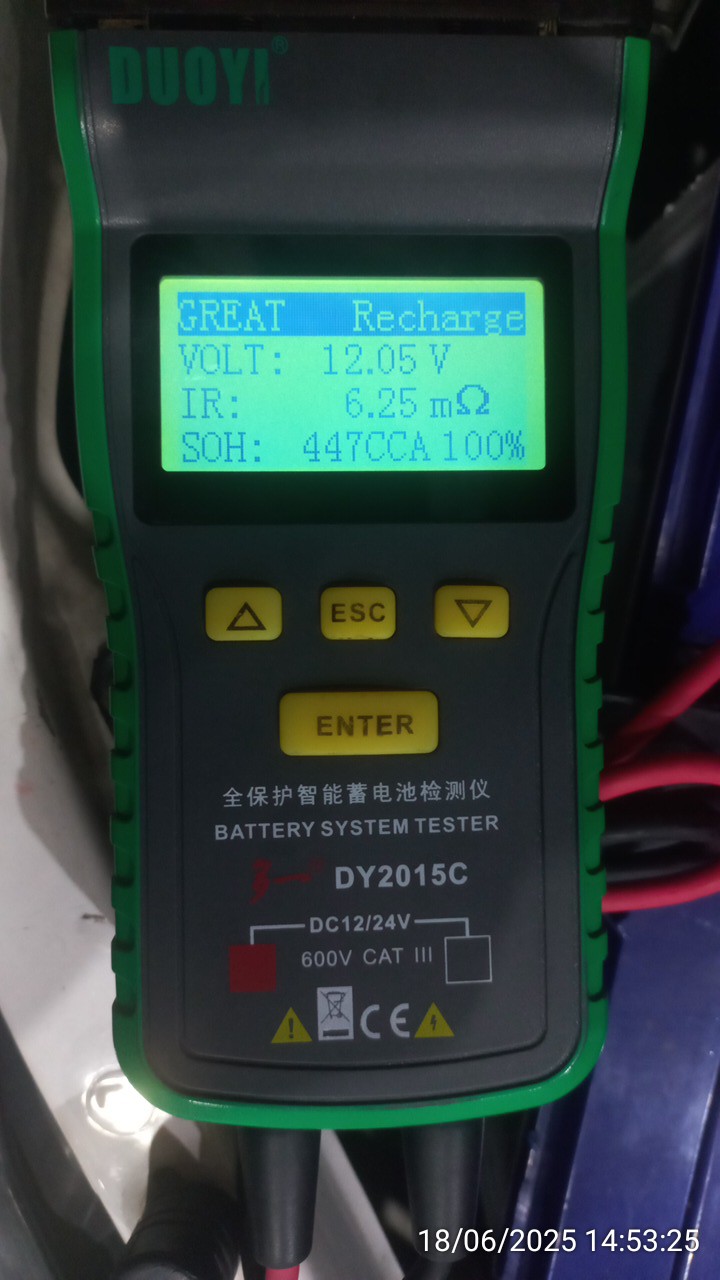 DUOYI®
GREAT Recharge
VOLT: 12.05 V
IR: 6.25 mΩ
SOH: 447CCA 100%
ESC
ENTER
全保护智能蓄电池检测仪
BATTERY SYSTEM TESTER
DY2015C
DC12/24V
600V CAT III
CE
18/06/2025 14:53:25